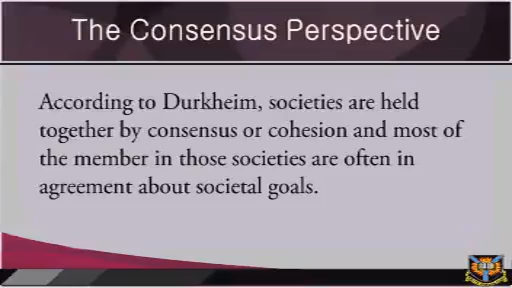 The Consensus Perspective
According to Durkheim, societies are held
together by consensus or cohesion and most of
the member in those societies are often in
agreement about societal goals.